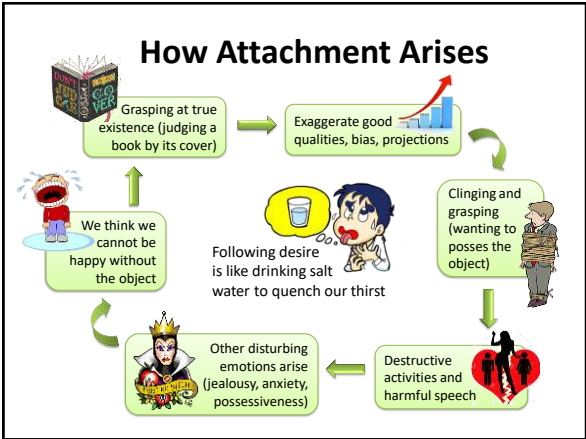 How Attachment Arises
DON'T
JUDGE
Grasping at true
existence (judging a
book by its cover)
Exaggerate good
qualities, bias, projections
Clinging and
grasping
(wanting to
posses the
object)
Destructive
activities and
harmful speech
Other disturbing
emotions arise
(jealousy, anxiety,
possessiveness)
We think we
cannot be
happy without
the object
Following desire
is like drinking salt
water to quench our thirst